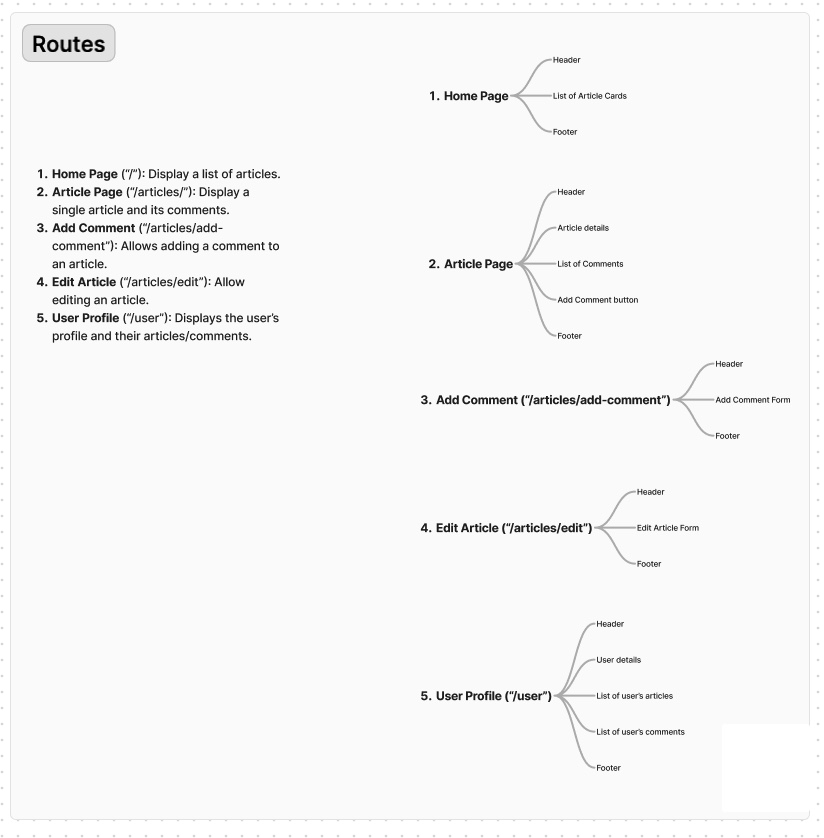 Routes
1. Home Page (“/”): Display a list of articles.
2. Article Page (“/articles/”): Display a
single article and its comments.
3. Add Comment (“/articles/add-
comment”): Allows adding a comment to
an article.
4. Edit Article (“/articles/edit”): Allow
editing an article.
5. User Profile (“/user”): Displays the user’s
profile and their articles/comments.
1. Home Page
Header
List of Article Cards
Footer
2. Article Page
Header
Article details
List of Comments
Add Comment button
Footer
3. Add Comment (“/articles/add-comment”)
Header
Add Comment Form
Footer
4. Edit Article (“/articles/edit”)
Header
Edit Article Form
Footer
5. User Profile (“/user”)
Header
User details
List of user’s articles
List of user’s comments
Footer